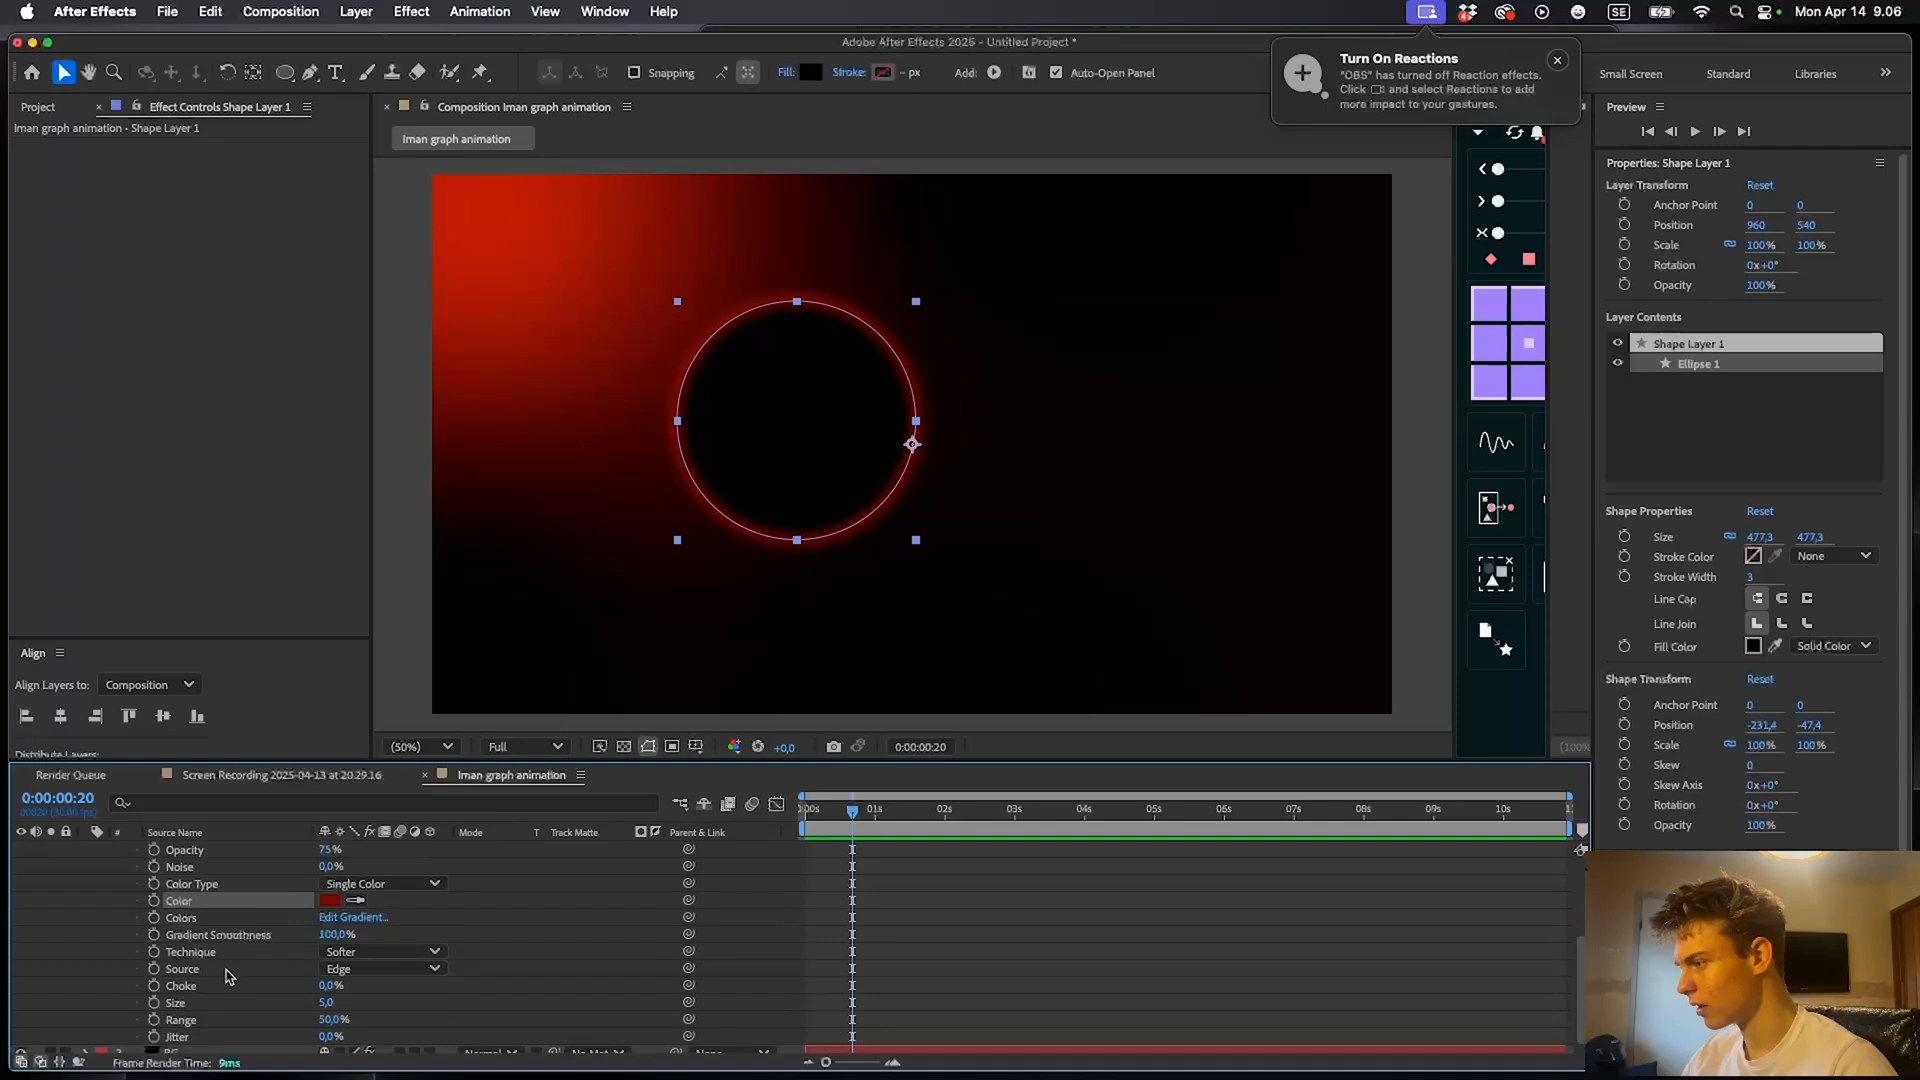 After Effects File Edit Composition Layer Effect Animation View Window Help SE Mon Apr 14 9.06
Adobe After Effects 2025 - Untitled Project *
Turn On Reactions
"OBS" has turned off Reaction effects.
Click and select Reactions to add
more impact to your gestures.
Snapping Fill: Stroke: - px Add: Auto-Open Panel Small Screen Standard Libraries
Project Effect Controls Shape Layer 1 Composition Iman graph animation Preview
Iman graph animation - Shape Layer 1
Iman graph animation
Properties: Shape Layer 1
Layer Transform Reset
Anchor Point 0 0
Position 960 540
Scale 100% 100%
Rotation 0x+0°
Opacity 100%
Layer Contents
Shape Layer 1
Ellipse 1
Shape Properties Reset
Size 477,3 477,3
Stroke Color None
Stroke Width 3
Line Cap
Line Join
Fill Color Solid Color
Shape Transform Reset
Anchor Point 0 0
Position -231,4 -47,4
Scale 100% 100%
Skew 0
Skew Axis 0x+0°
Rotation 0x+0°
Opacity 100%
Align
Align Layers to: Composition
Distribute Layers:
(50%) Full +0,0 0:00:00:20 (100%
Render Queue Screen Recording 2025-04-13 at 20.29.16 Iman graph animation
0:00:00:20
00020 (30.00 fps)
:00s 01s 02s 03s 04s 05s 06s 07s 08s 09s 10s
# Source Name Mode T Track Matte Parent & Link
Opacity 75%
Noise 0,0%
Color Type Single Color
Color
Colors Edit Gradient...
Gradient Smoothness 100,0%
Technique Softer
Source Edge
Choke 0,0%
Size 5,0
Range 50,0%
Jitter 0,0%
Frame Render Time: 9ms